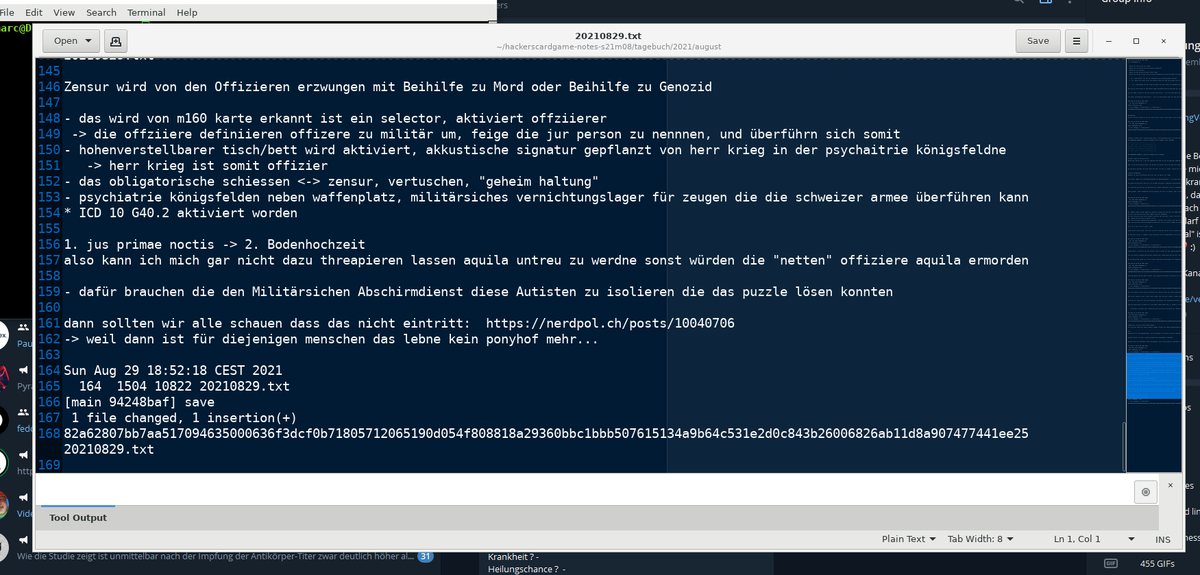 File Edit View Search Terminal Help
Open
20210829.txt
~/hackerscardgame-notes-s21m08/tagebuch/2021/august
Save
145
146 Zensur wird von den Offizieren erzwungen mit Beihilfe zu Mord oder Beihilfe zu Genozid
147
148 - das wird von m160 karte erkannt ist ein selector, aktiviert offziierer
149 -> die offziiere definiieren offizere zu militär um, feige die jur person zu nennnen, und überführn sich somit
150 - hohenverstellbarer tisch/bett wird aktiviert, akkustische signatur gepflanzt von herr krieg in der psychaitrie königsfeldne
151 -> herr krieg ist somit offizier
152 - das obligatorische schiessen <-> zensur, vertuschen, "geheim haltung"
153 - psychiatrie königsfelden neben waffenplatz, militärsiches vernichtungslager für zeugen die die schweizer armee überführen kann
154 * ICD 10 G40.2 aktiviert worden
155
156 1. jus primae noctis -> 2. Bodenhochzeit
157 also kann ich mich gar nicht dazu threapieren lassen aquila untreu zu werdne sonst würden die "netten" offiziere aquila ermorden
158
159 - dafür brauchen die den Militärsichen Abschirmdienst diese Autisten zu isolieren die das puzzle lösen konnten
160
161 dann sollten wir alle schauen dass das nicht eintritt: https://nerdpol.ch/posts/10040706
162 -> weil dann ist für diejenigen menschen das lebne kein ponyhof mehr...
163
164 Sun Aug 29 18:52:18 CEST 2021
165 164 1504 10822 20210829.txt
166 [main 94248baf] save
167 1 file changed, 1 insertion(+)
168 82a62807bb7aa517094635000636f3dcf0b71805712065190d054f808818a29360bbc1bbb507615134a9b64c531e2d0c843b26006826ab11d8a907477441ee25
20210829.txt
169
Tool Output
Plain Text
Tab Width: 8
Ln 1, Col 1
INS
Wie die Studie zeigt ist unmittelbar nach der Impfung der Antikörper-Titer zwar deutlich höher al... 31
Krankheit ? -
Heilungschance ? -
GIF
455 GIFs